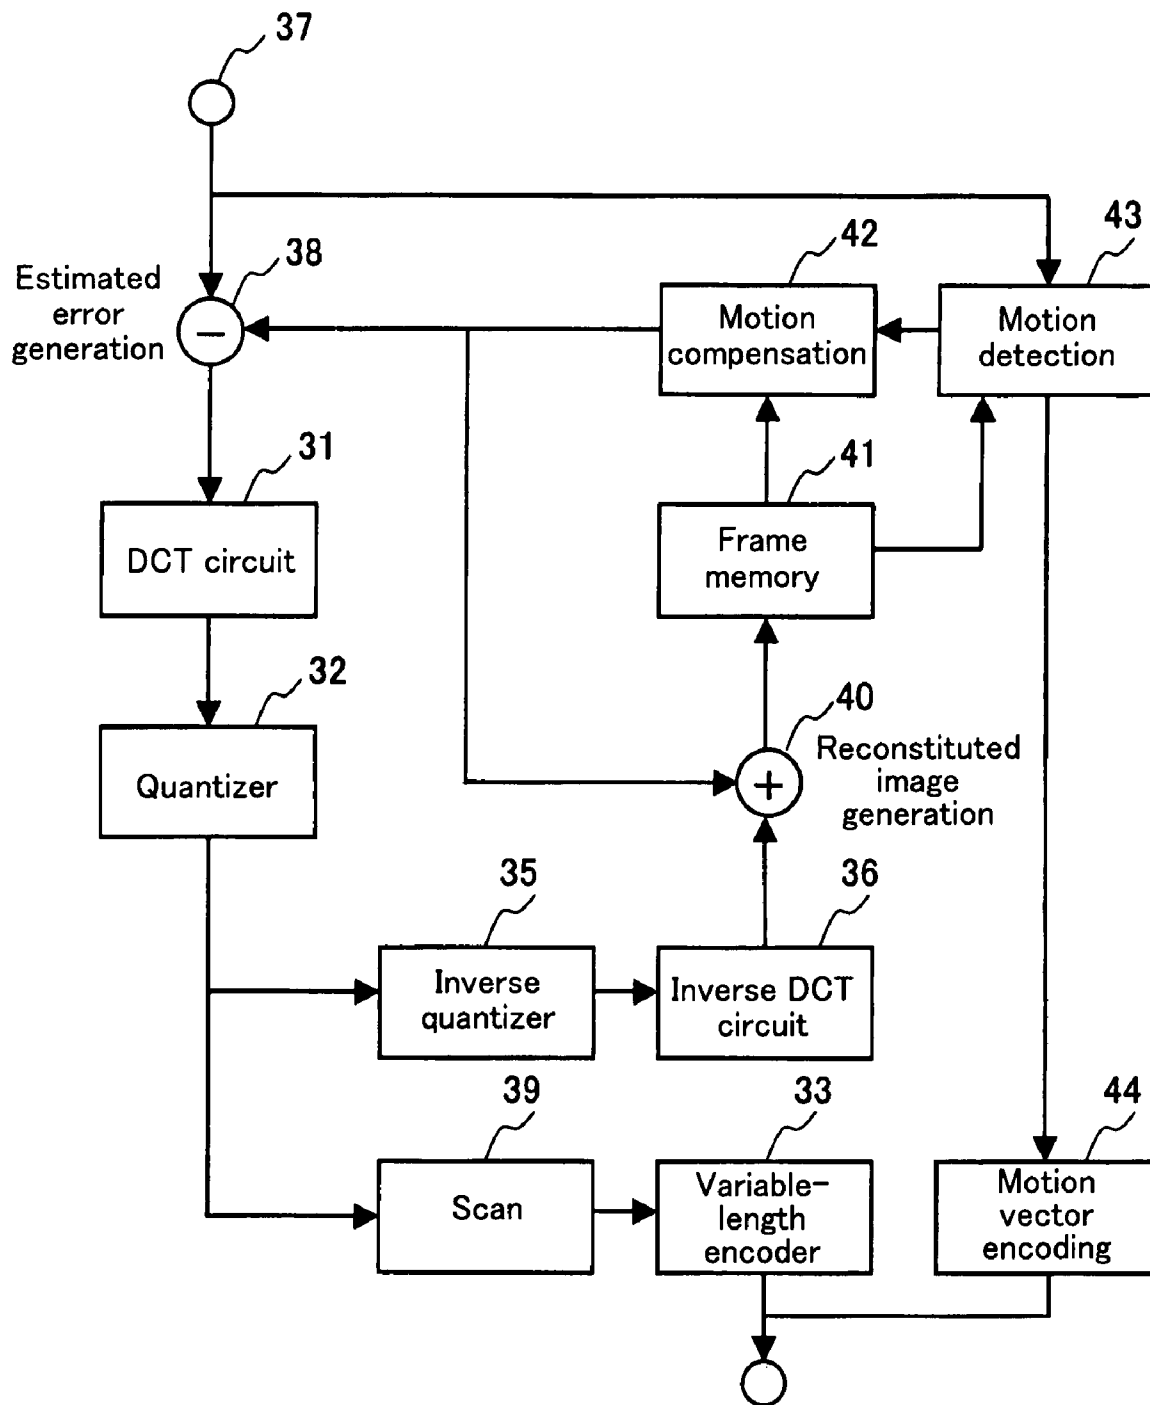 37
42
43
38
Estimated
error
generation
−
Motion
compensation
Motion
detection
31
41
DCT circuit
Frame
memory
32
40
Quantizer
+
Reconstituted
image
generation
35
36
Inverse
quantizer
Inverse DCT
circuit
39
33
44
Scan
Variable-
length
encoder
Motion
vector
encoding